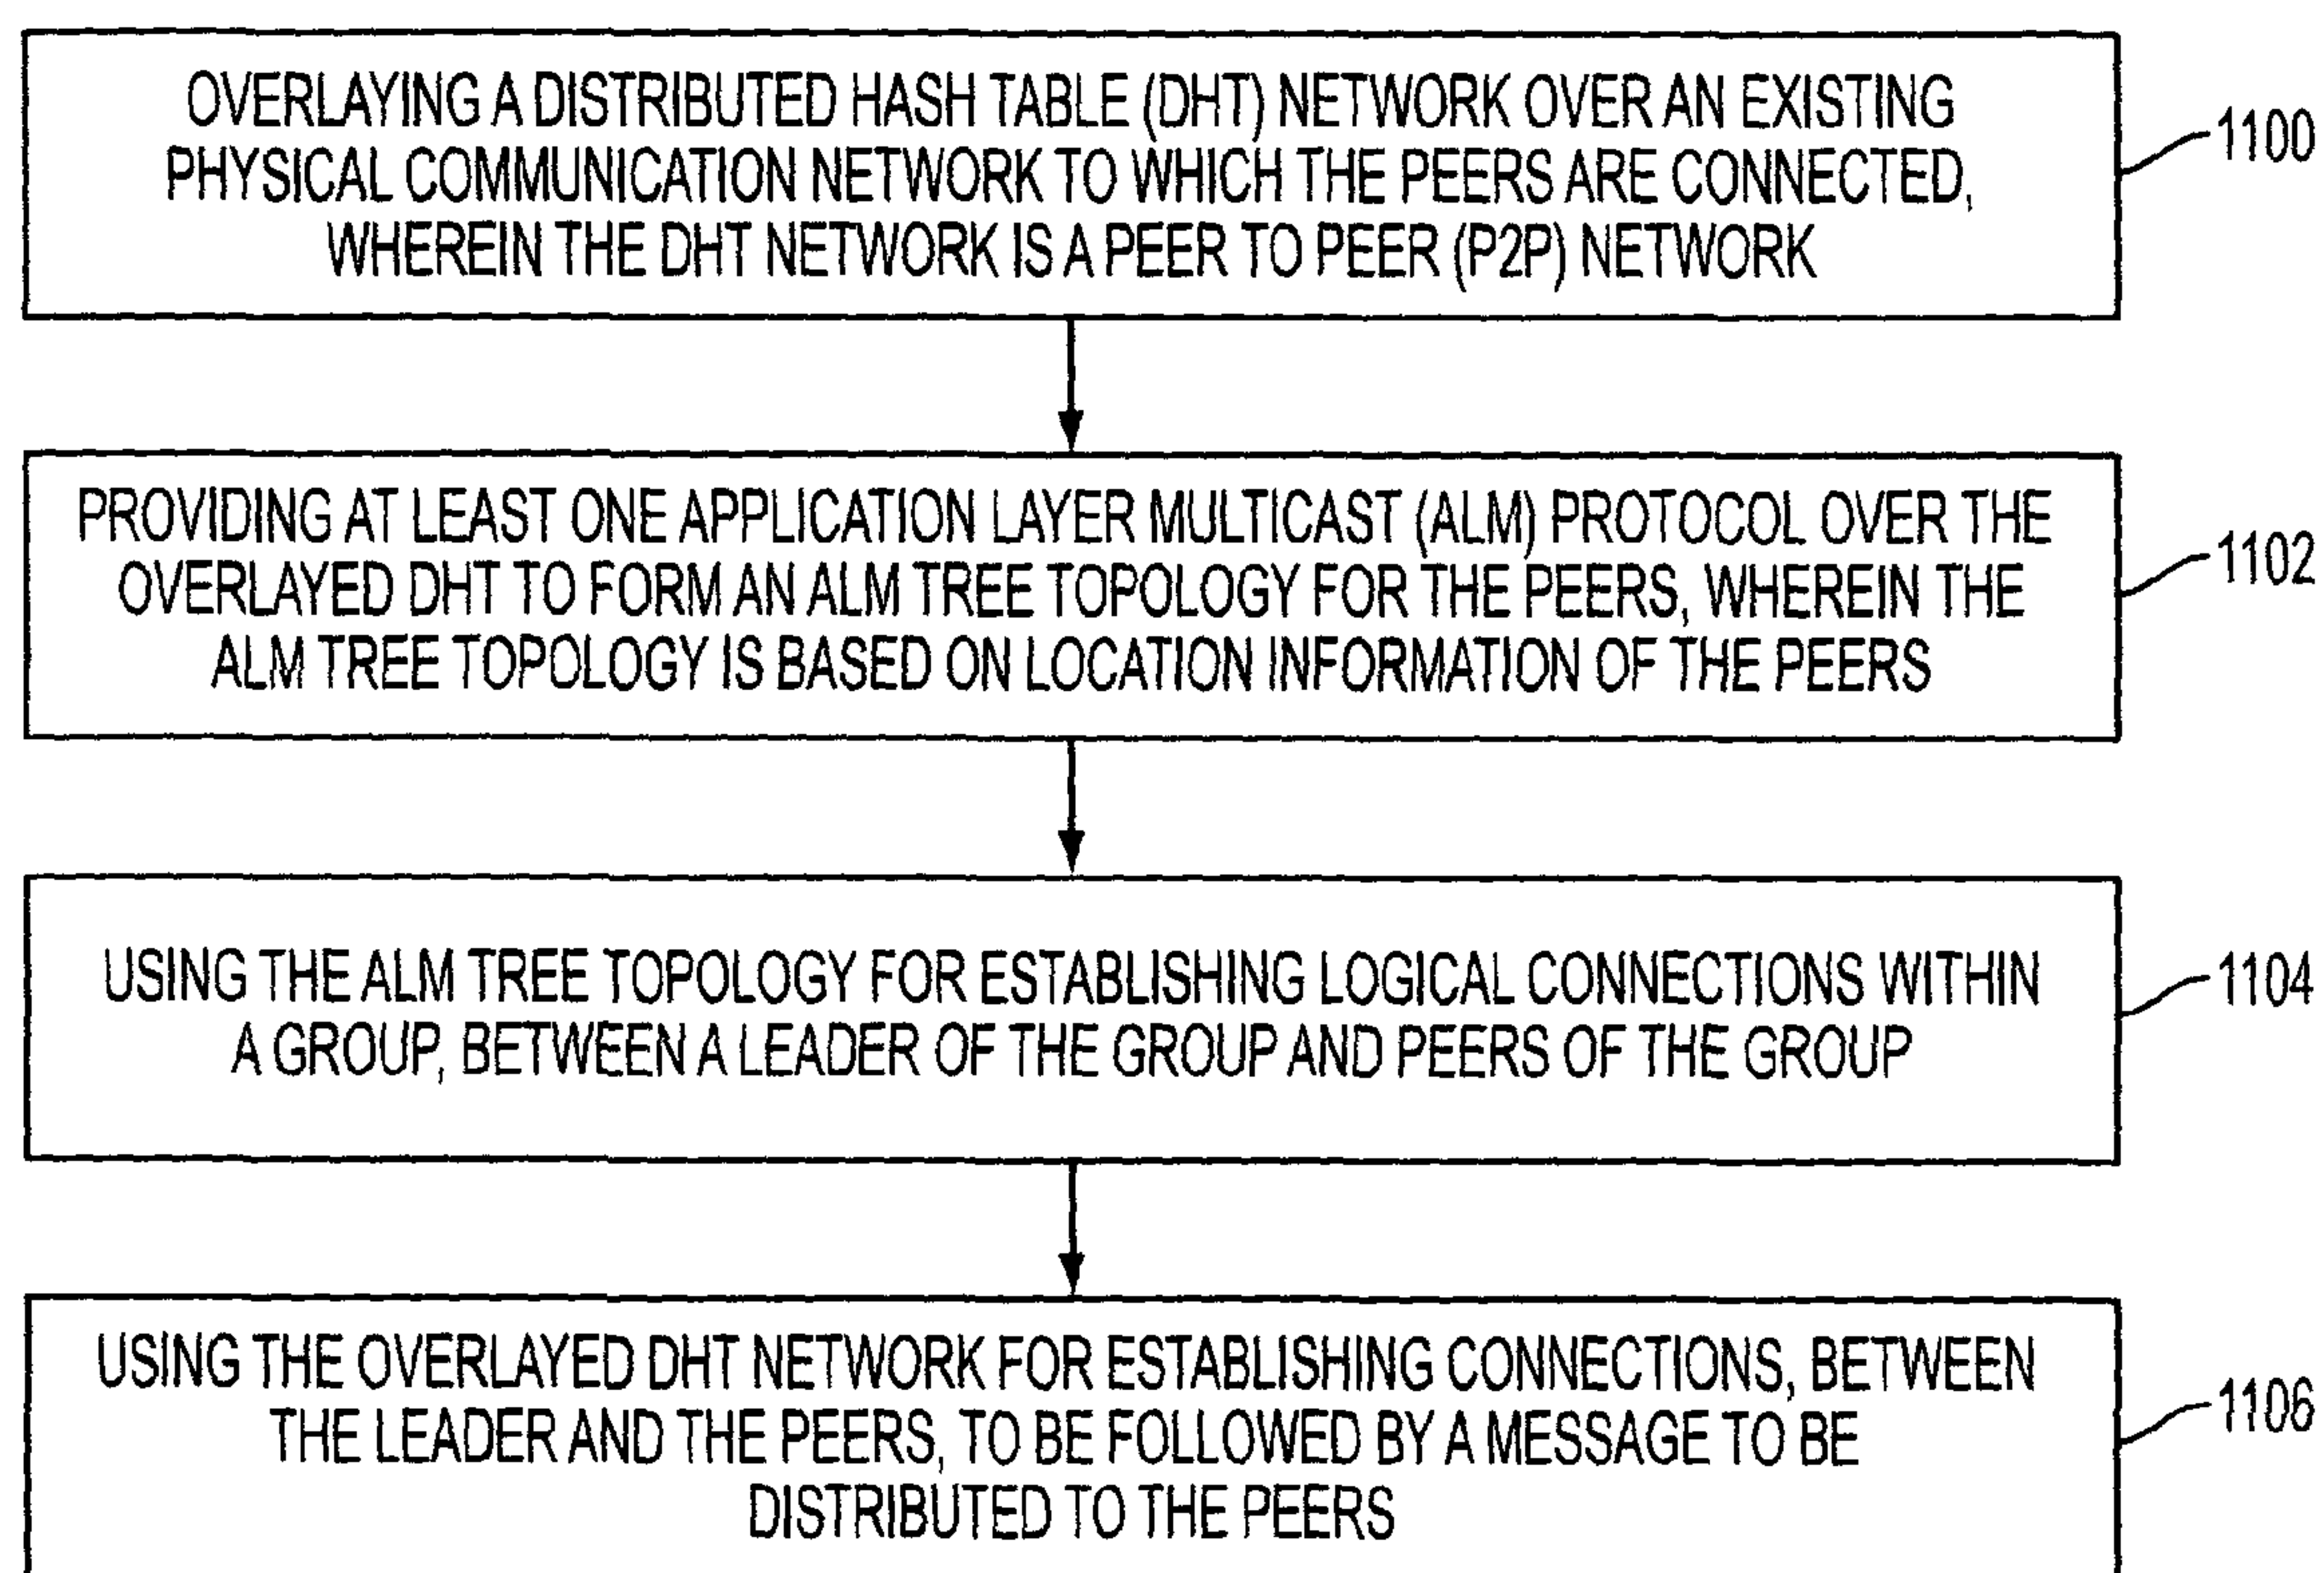 OVERLAYING A DISTRIBUTED HASH TABLE (DHT) NETWORK OVER AN EXISTING
PHYSICAL COMMUNICATION NETWORK TO WHICH THE PEERS ARE CONNECTED,
WHEREIN THE DHT NETWORK IS A PEER TO PEER (P2P) NETWORK
1100
PROVIDING AT LEAST ONE APPLICATION LAYER MULTICAST (ALM) PROTOCOL OVER THE
OVERLAYED DHT TO FORM AN ALM TREE TOPOLOGY FOR THE PEERS, WHEREIN THE
ALM TREE TOPOLOGY IS BASED ON LOCATION INFORMATION OF THE PEERS
1102
USING THE ALM TREE TOPOLOGY FOR ESTABLISHING LOGICAL CONNECTIONS WITHIN
A GROUP, BETWEEN A LEADER OF THE GROUP AND PEERS OF THE GROUP
1104
USING THE OVERLAYED DHT NETWORK FOR ESTABLISHING CONNECTIONS, BETWEEN
THE LEADER AND THE PEERS, TO BE FOLLOWED BY A MESSAGE TO BE
DISTRIBUTED TO THE PEERS
1106